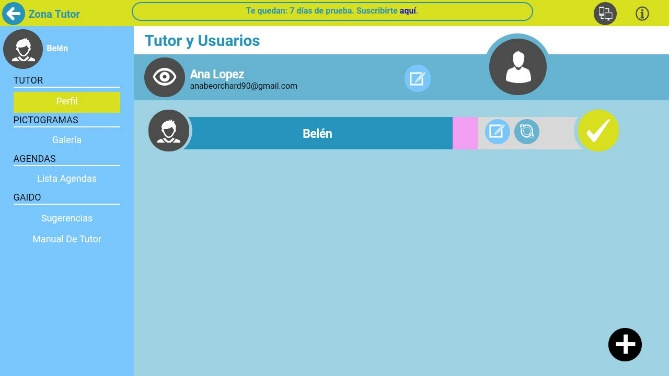 Zona Tutor
Te quedan: 7 días de prueba. Suscribirte aquí.
Belén
TUTOR
Perfil
PICTOGRAMAS
Galería
AGENDAS
Lista Agendas
GAIDO
Sugerencias
Manual De Tutor
Tutor y Usuarios
Ana Lopez
anabeorchard90@gmail.com
Belén